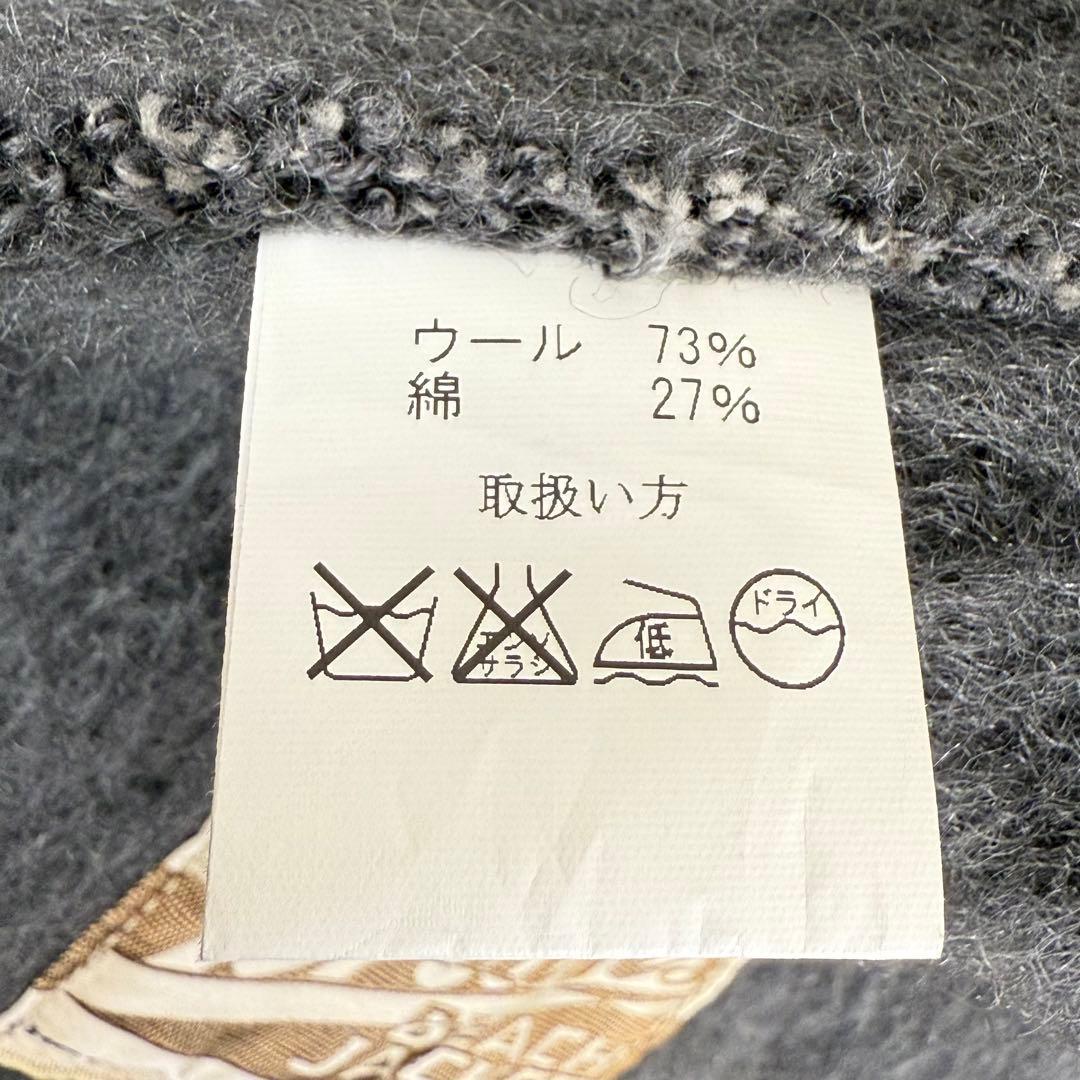 ウール 73%
綿 27%
取扱い方
エンソ
サラシ
低
ドライ
BEACH